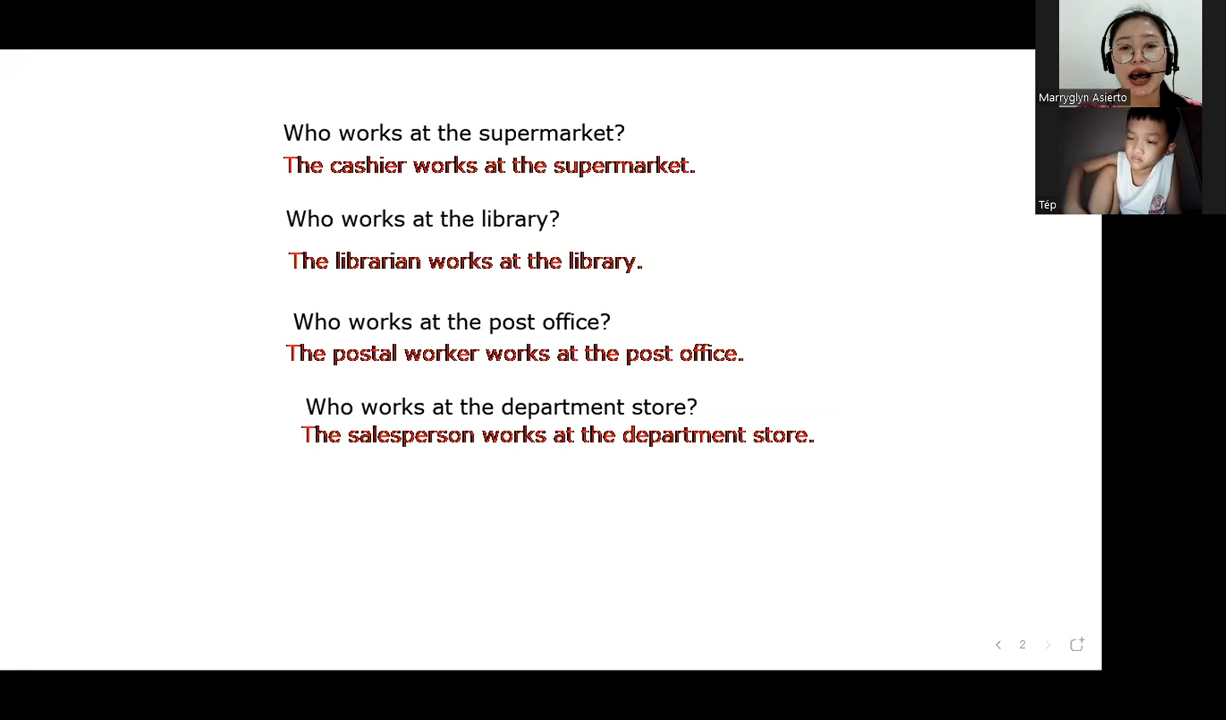 Who works at the supermarket?
The cashier works at the supermarket.
Who works at the library?
The librarian works at the library.
Who works at the post office?
The postal worker works at the post office.
Who works at the department store?
The salesperson works at the department store.
Marryglyn Asierto
Tép
2